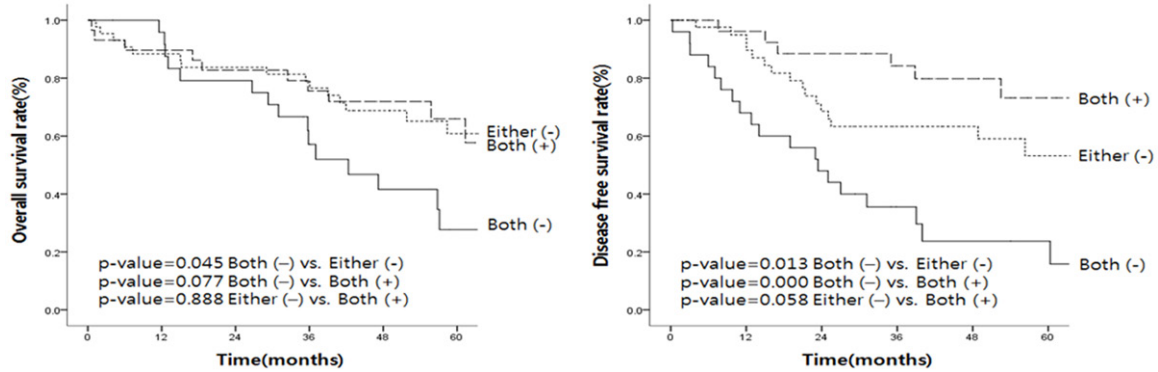 Overall survival rate(%)
1.0
0.8
0.6
0.4
0.2
0.0
Either (-)
Both (+)
Both (-)
p-value=0.045 Both (−) vs. Either (-)
p-value=0.077 Both (−) vs. Both (+)
p-value=0.888 Either (−) vs. Both (+)
0 12 24 36 48 60
Time(months)
Disease free survival rate(%)
1.0
0.8
0.6
0.4
0.2
0.0
Both (+)
Either (-)
Both (-)
p-value=0.013 Both (−) vs. Either (-)
p-value=0.000 Both (−) vs. Both (+)
p-value=0.058 Either (−) vs. Both (+)
0 12 24 36 48 60
Time(months)